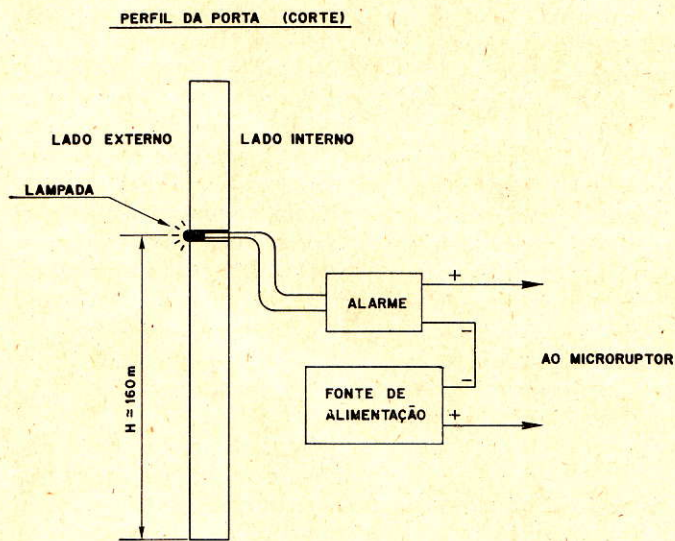 PERFIL DA PORTA (CORTE)
LADO EXTERNO
LADO INTERNO
LAMPADA
+
ALARME
−
AO MICRORUPTOR
−
FONTE DE
ALIMENTAÇÃO
+
H ≈ 160m